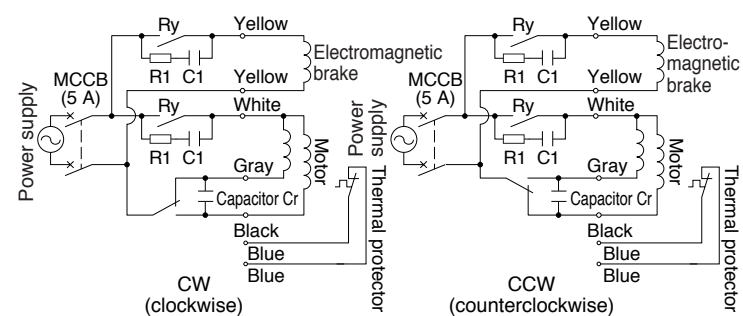 Ry
Yellow
Electromagnetic
brake
R1 C1
MCCB
(5 A)
Yellow
Ry
White
Power supply
R1 C1
Gray
Motor
Capacitor Cr
Thermal protector
Black
Blue
Blue
CW
(clockwise)
Ry
Yellow
Electro-
magnetic
brake
R1 C1
MCCB
(5 A)
Yellow
Ry
White
Power
supply
R1 C1
Gray
Motor
Capacitor Cr
Thermal protector
Black
Blue
Blue
CCW
(counterclockwise)